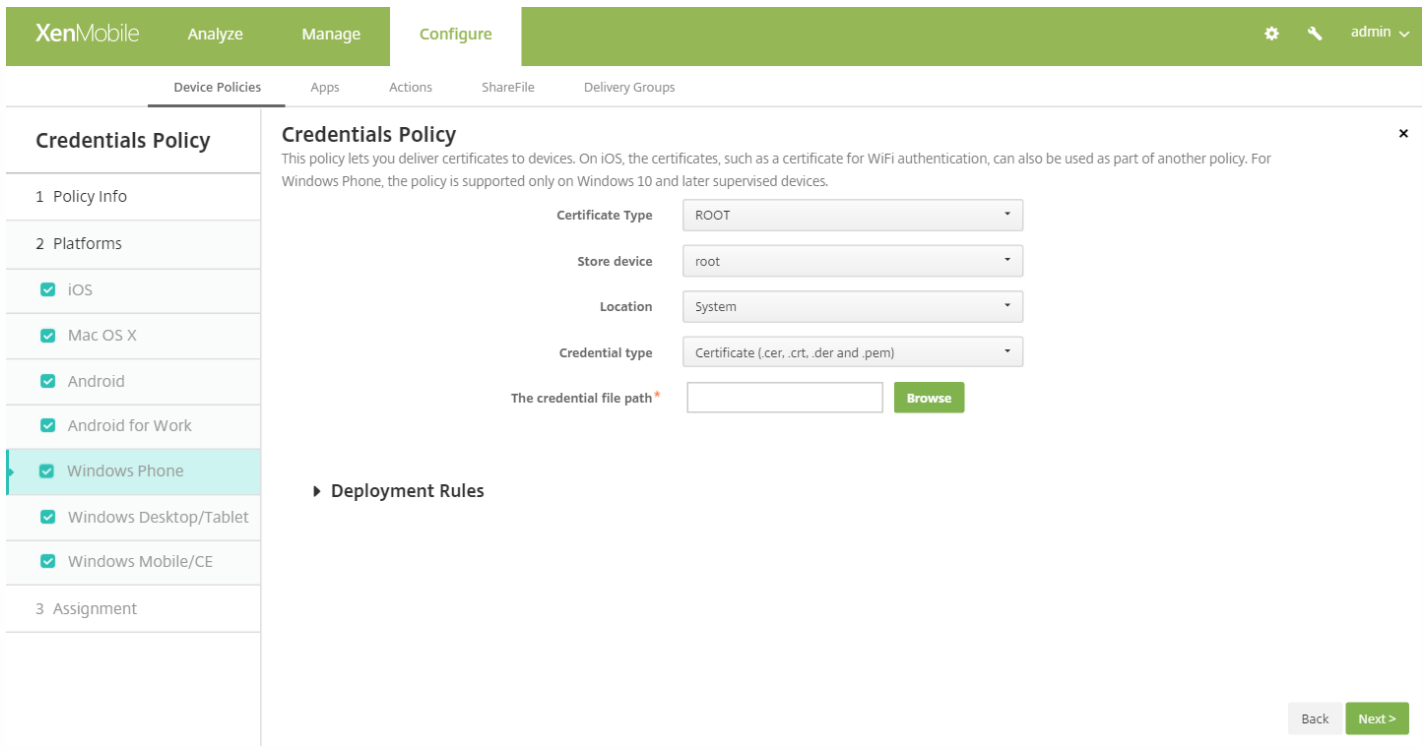 XenMobile Analyze Manage Configure admin
Device Policies Apps Actions ShareFile Delivery Groups
Credentials Policy
1 Policy Info
2 Platforms
iOS
Mac OS X
Android
Android for Work
Windows Phone
Windows Desktop/Tablet
Windows Mobile/CE
3 Assignment
Credentials Policy
This policy lets you deliver certificates to devices. On iOS, the certificates, such as a certificate for WiFi authentication, can also be used as part of another policy. For
Windows Phone, the policy is supported only on Windows 10 and later supervised devices.
Certificate Type ROOT
Store device root
Location System
Credential type Certificate (.cer, .crt, .der and .pem)
The credential file path* Browse
Deployment Rules
Back Next >